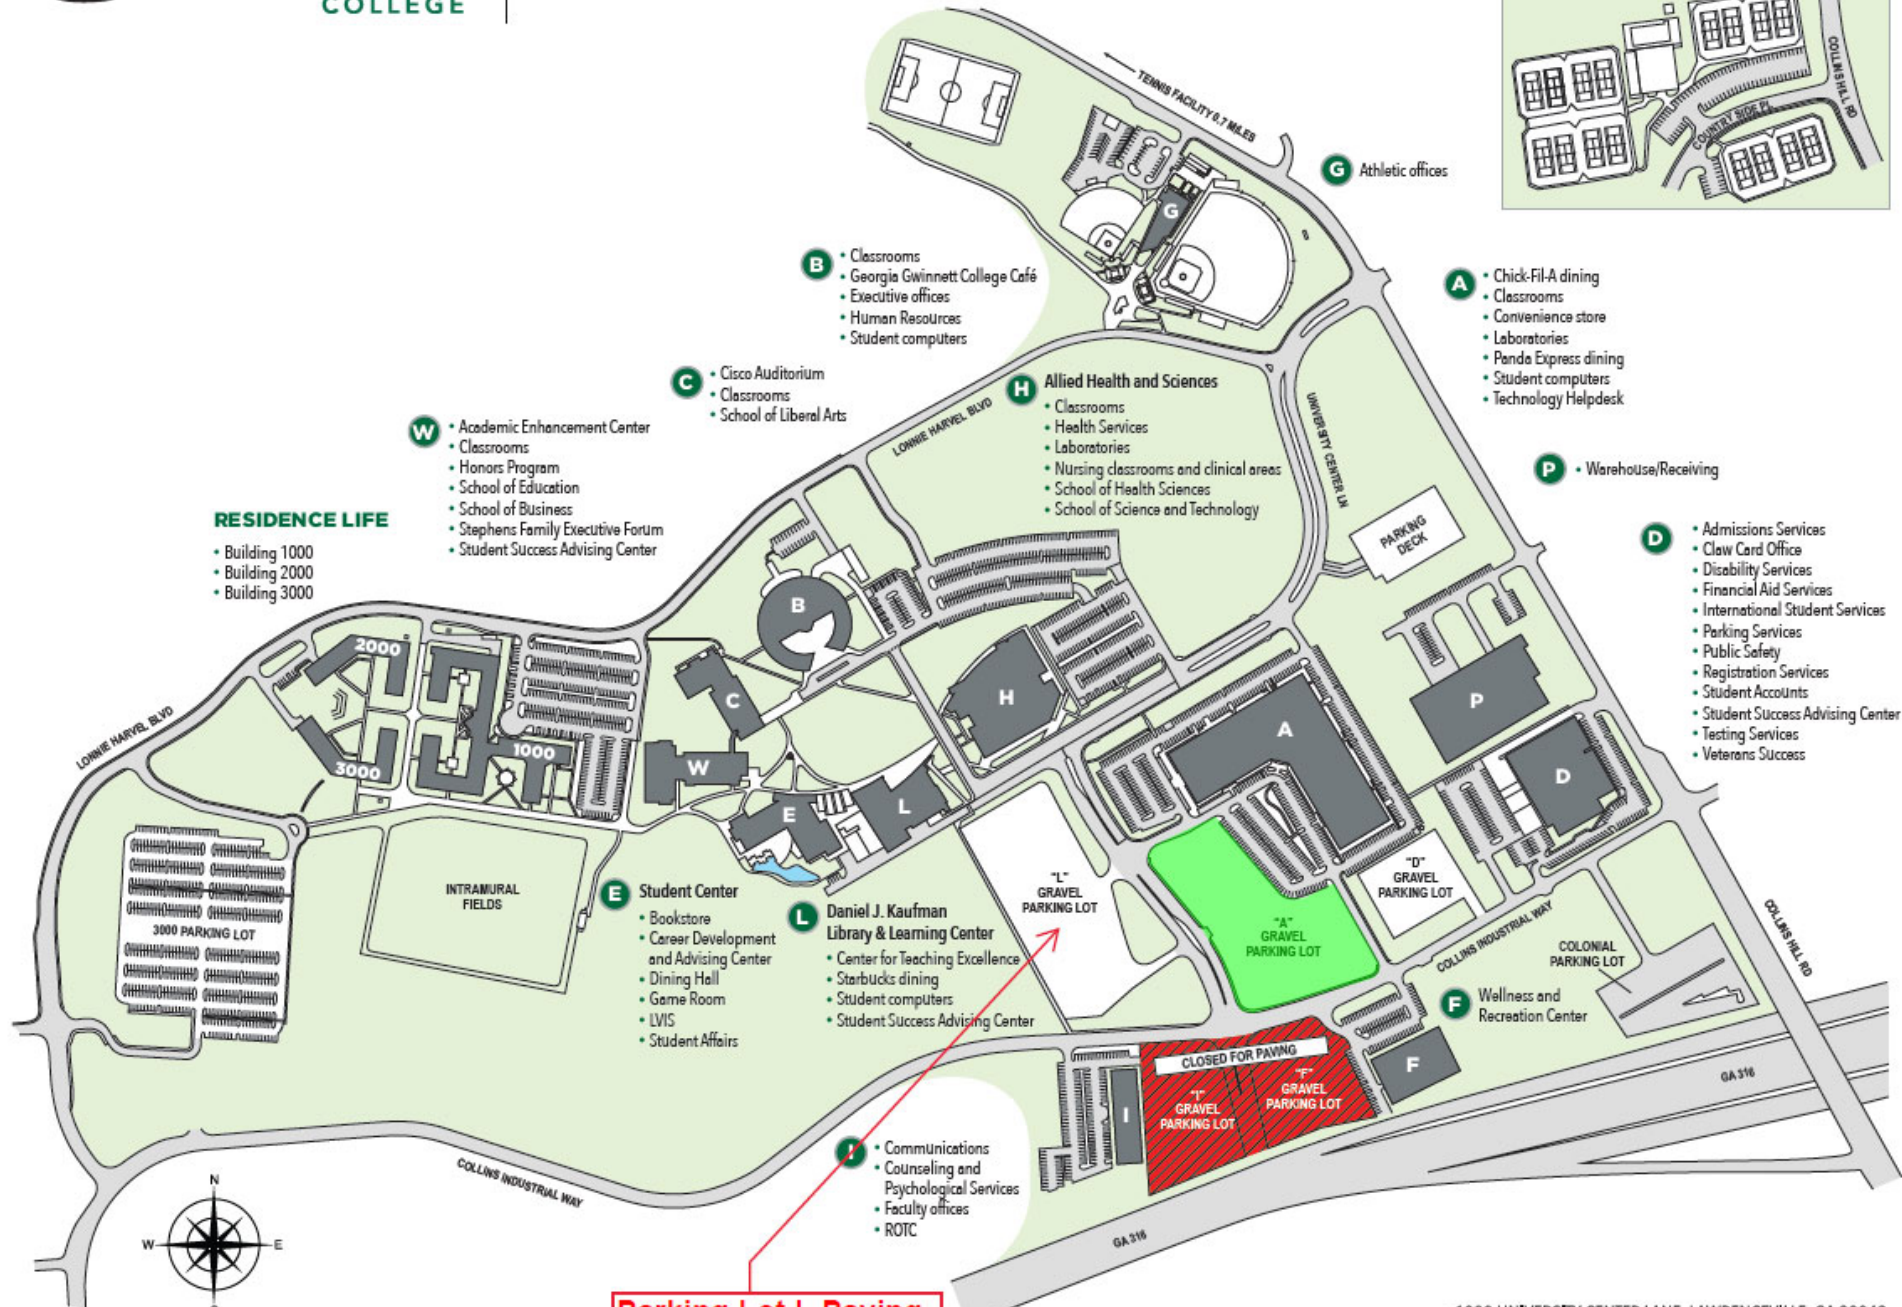 COLLEGE
TENNIS FACILITY 0.7 MILES
COLLINS HILL RD
COUNTRY SIDE PL
G
Athletic offices
G
B
• Classrooms
• Georgia Gwinnett College Café
• Executive offices
• Human Resources
• Student computers
A
• Chick-Fil-A dining
• Classrooms
• Convenience store
• Laboratories
• Panda Express dining
• Student computers
• Technology Helpdesk
C
• Cisco Auditorium
• Classrooms
• School of Liberal Arts
H
Allied Health and Sciences
• Classrooms
• Health Services
• Laboratories
• Nursing classrooms and clinical areas
• School of Health Sciences
• School of Science and Technology
LONNIE HARVEL BLVD
UNIVERSITY CENTER LN
W
• Academic Enhancement Center
• Classrooms
• Honors Program
• School of Education
• School of Business
• Stephens Family Executive Forum
• Student Success Advising Center
P
• Warehouse/Receiving
RESIDENCE LIFE
• Building 1000
• Building 2000
• Building 3000
PARKING
DECK
D
• Admissions Services
• Claw Card Office
• Disability Services
• Financial Aid Services
• International Student Services
• Parking Services
• Public Safety
• Registration Services
• Student Accounts
• Student Success Advising Center
• Testing Services
• Veterans Success
B
2000
C
H
P
A
LONNIE HARVEL BLVD
1000
3000
W
D
E
L
"L"
GRAVEL
PARKING LOT
"D"
GRAVEL
PARKING LOT
INTRAMURAL
FIELDS
3000 PARKING LOT
E
Student Center
• Bookstore
• Career Development
and Advising Center
• Dining Hall
• Game Room
• LVIS
• Student Affairs
L
Daniel J. Kaufman
Library & Learning Center
• Center for Teaching Excellence
• Starbucks dining
• Student computers
• Student Success Advising Center
"A"
GRAVEL
PARKING LOT
COLLINS INDUSTRIAL WAY
COLONIAL
PARKING LOT
COLLINS HILL RD
F
Wellness and
Recreation Center
CLOSED FOR PAVING
"I"
GRAVEL
PARKING LOT
"F"
GRAVEL
PARKING LOT
F
I
GA 316
I
• Communications
• Counseling and
Psychological Services
• Faculty offices
• ROTC
COLLINS INDUSTRIAL WAY
GA 316
N
W
E
Parking Lot L Paving